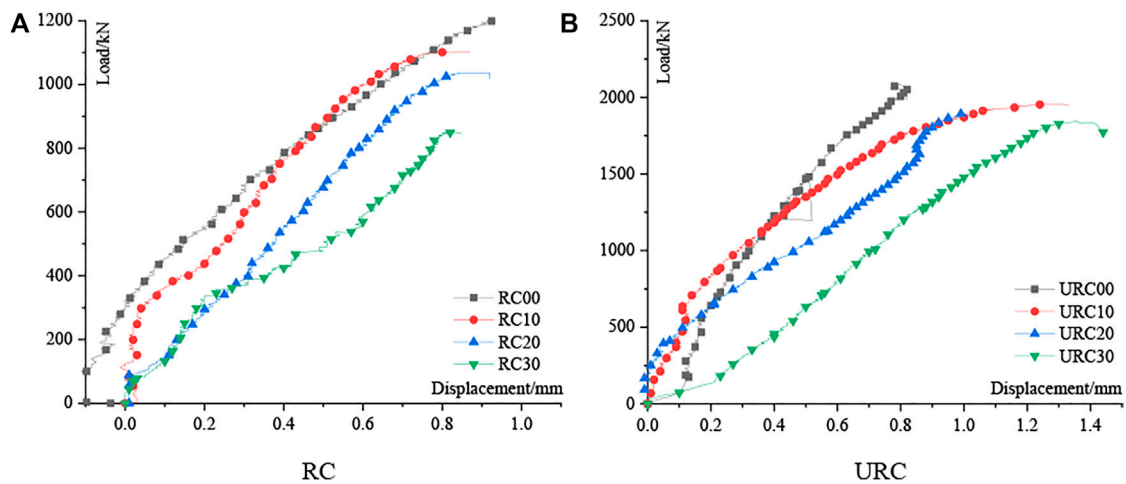 A
B
Load/kN
1200
1000
800
600
400
200
0
0.0 0.2 0.4 0.6 0.8 1.0
Displacement/mm
RC00
RC10
RC20
RC30
RC
Load/kN
2500
2000
1500
1000
500
0
0.0 0.2 0.4 0.6 0.8 1.0 1.2 1.4
Displacement/mm
URC00
URC10
URC20
URC30
URC